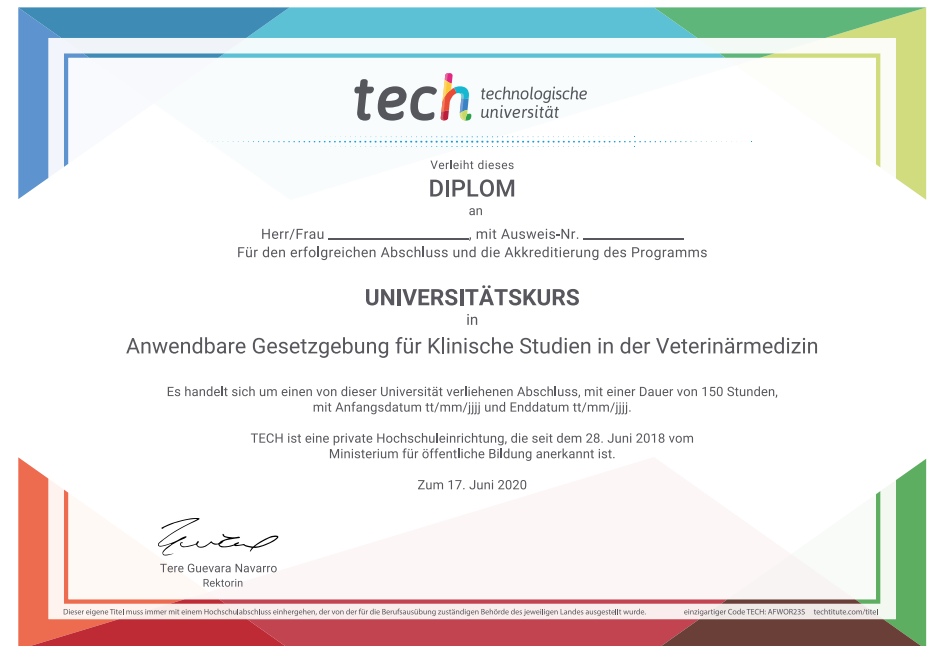 tech technologische
universität
Verleiht dieses
DIPLOM
an
Herr/Frau ____________, mit Ausweis-Nr. ____________
Für den erfolgreichen Abschluss und die Akkreditierung des Programms
UNIVERSITÄTSKURS
in
Anwendbare Gesetzgebung für Klinische Studien in der Veterinärmedizin
Es handelt sich um einen von dieser Universität verliehenen Abschluss, mit einer Dauer von 150 Stunden,
mit Anfangsdatum tt/mm/jjjj und Enddatum tt/mm/jjjj.
TECH ist eine private Hochschuleinrichtung, die seit dem 28. Juni 2018 vom
Ministerium für öffentliche Bildung anerkannt ist.
Zum 17. Juni 2020
Tere Guevara Navarro
Rektorin
Dieser eigene Titel muss immer mit einem Hochschulabschluss einhergehen, der von der für die Berufsausübung zuständigen Behörde des jeweiligen Landes ausgestellt wurde. einzigartiger Code TECH: AFWOR235 techtitute.com/titel